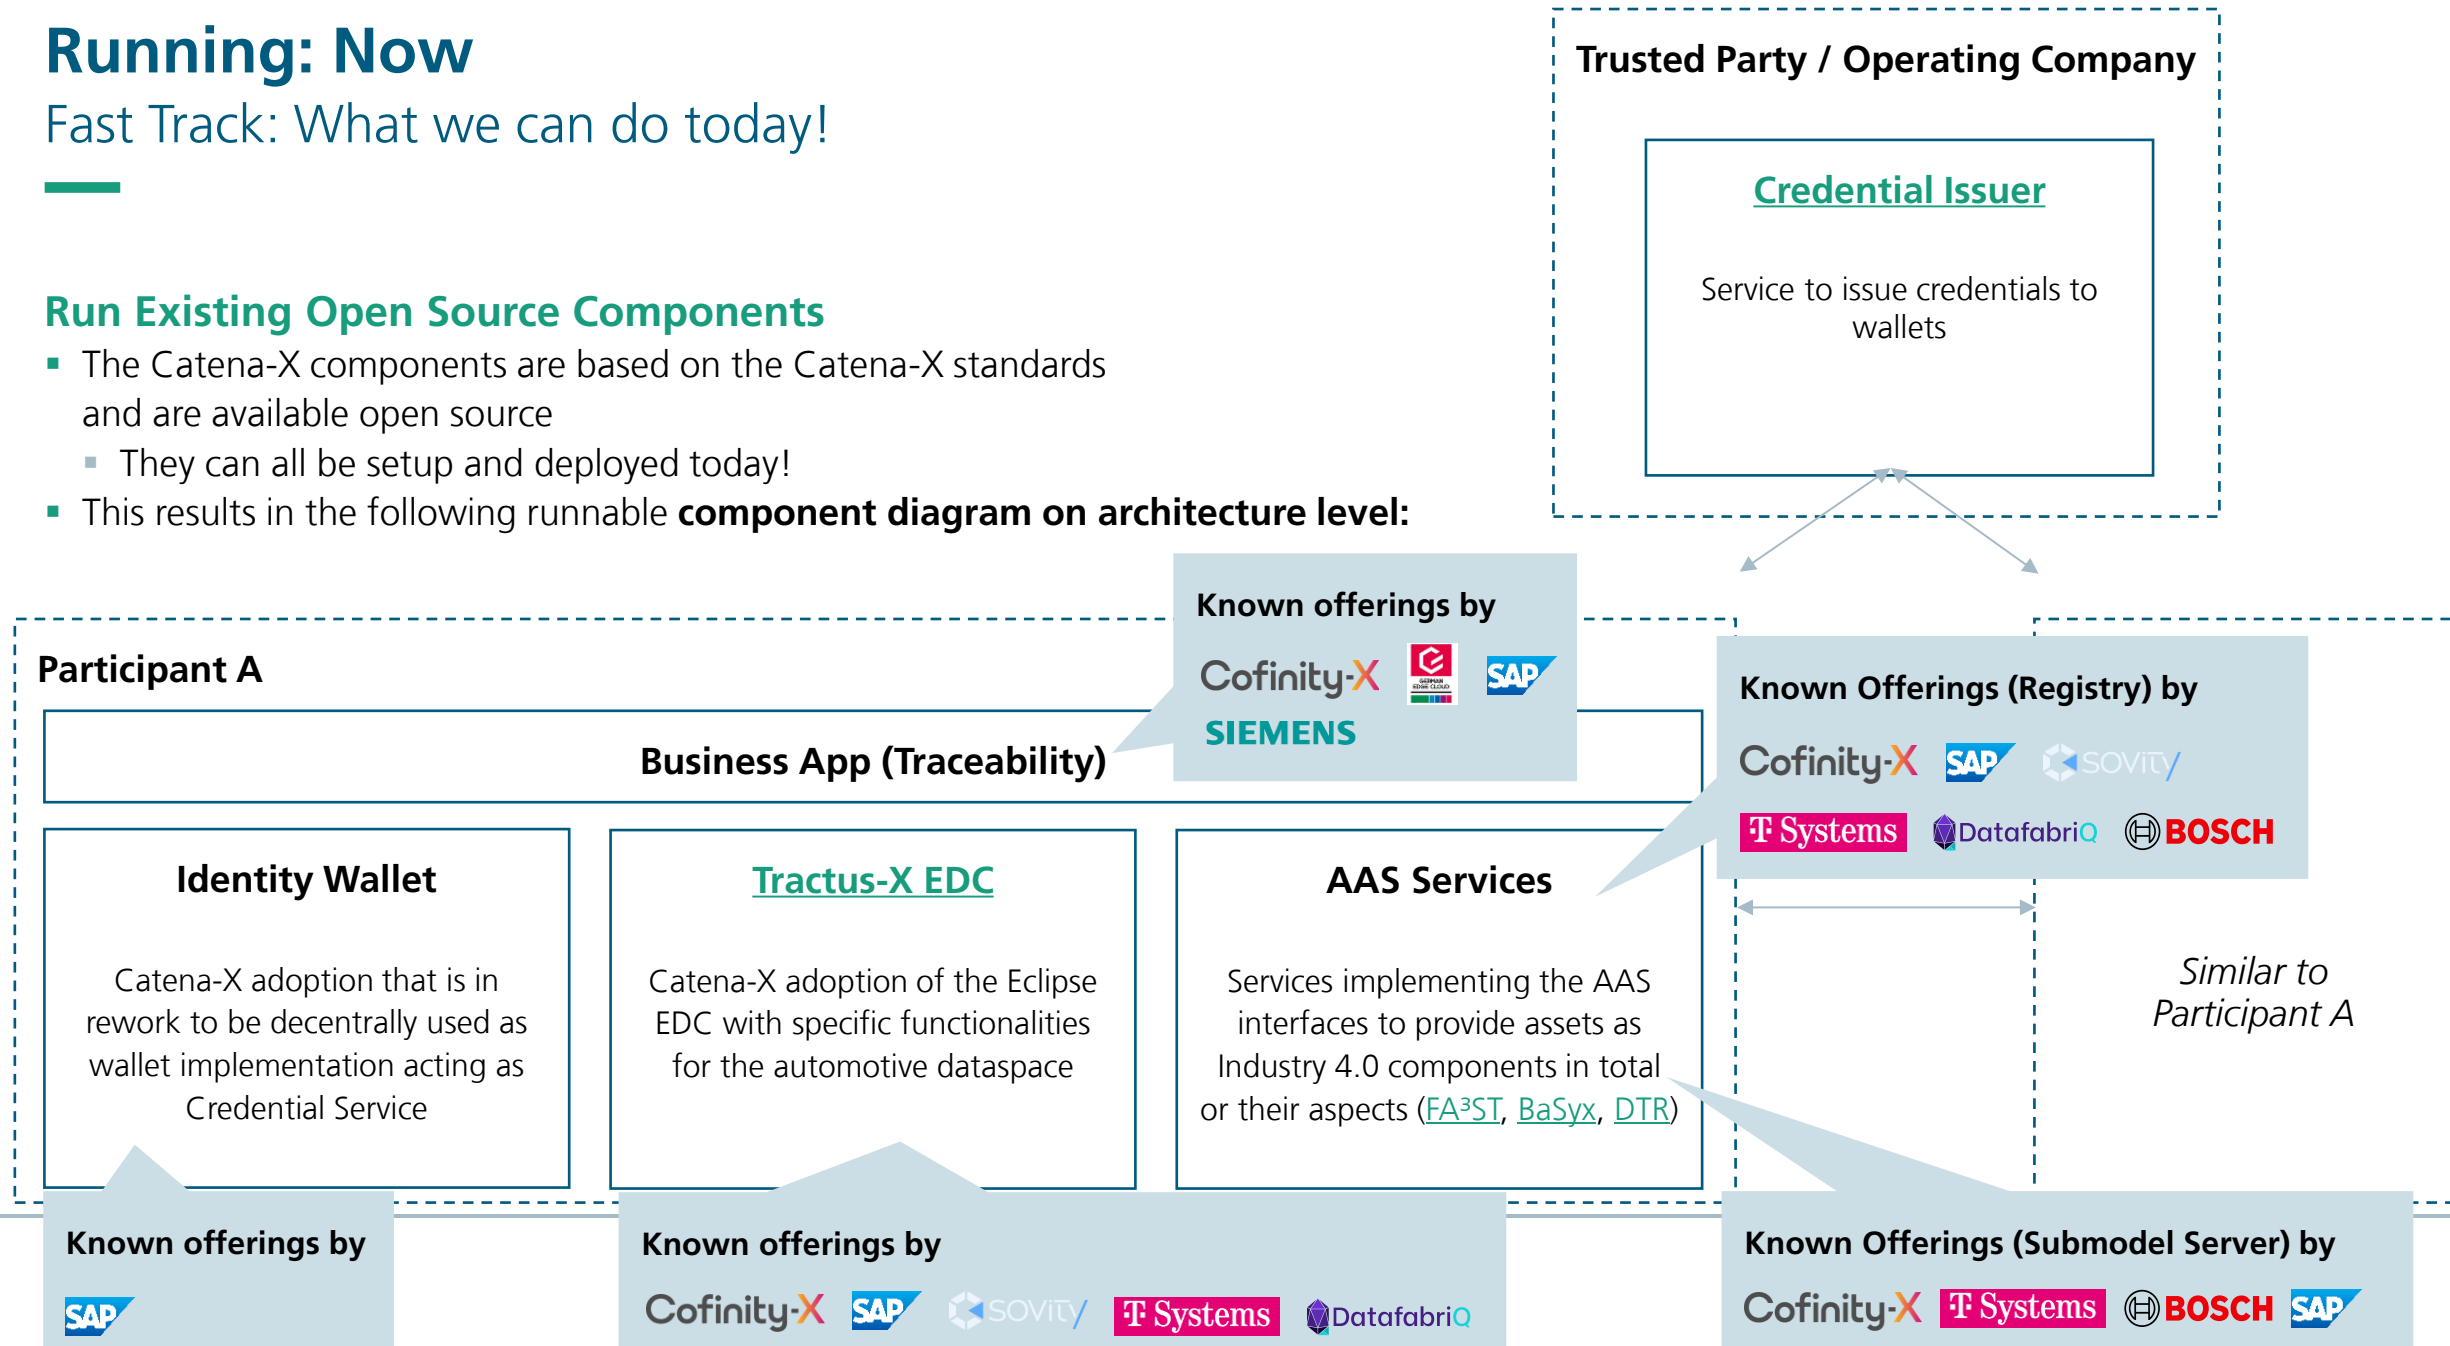 Running: Now
Fast Track: What we can do today!
Trusted Party / Operating Company
Credential Issuer
Service to issue credentials to
wallets
Run Existing Open Source Components
The Catena-X components are based on the Catena-X standards
and are available open source
They can all be setup and deployed today!
This results in the following runnable component diagram on architecture level:
Known offerings by
Cofinity-X
GERMAN
EDGE CLOUD
SAP
SIEMENS
Participant A
Business App (Traceability)
Known Offerings (Registry) by
Cofinity-X SAP sovity
T Systems DatafabriQ BOSCH
Identity Wallet
Catena-X adoption that is in
rework to be decentrally used as
wallet implementation acting as
Credential Service
Tractus-X EDC
Catena-X adoption of the Eclipse
EDC with specific functionalities
for the automotive dataspace
AAS Services
Services implementing the AAS
interfaces to provide assets as
Industry 4.0 components in total
or their aspects (FA³ST, BaSyx, DTR)
Similar to
Participant A
Known offerings by
SAP
Known offerings by
Cofinity-X SAP sovity T Systems DatafabriQ
Known Offerings (Submodel Server) by
Cofinity-X T Systems BOSCH SAP